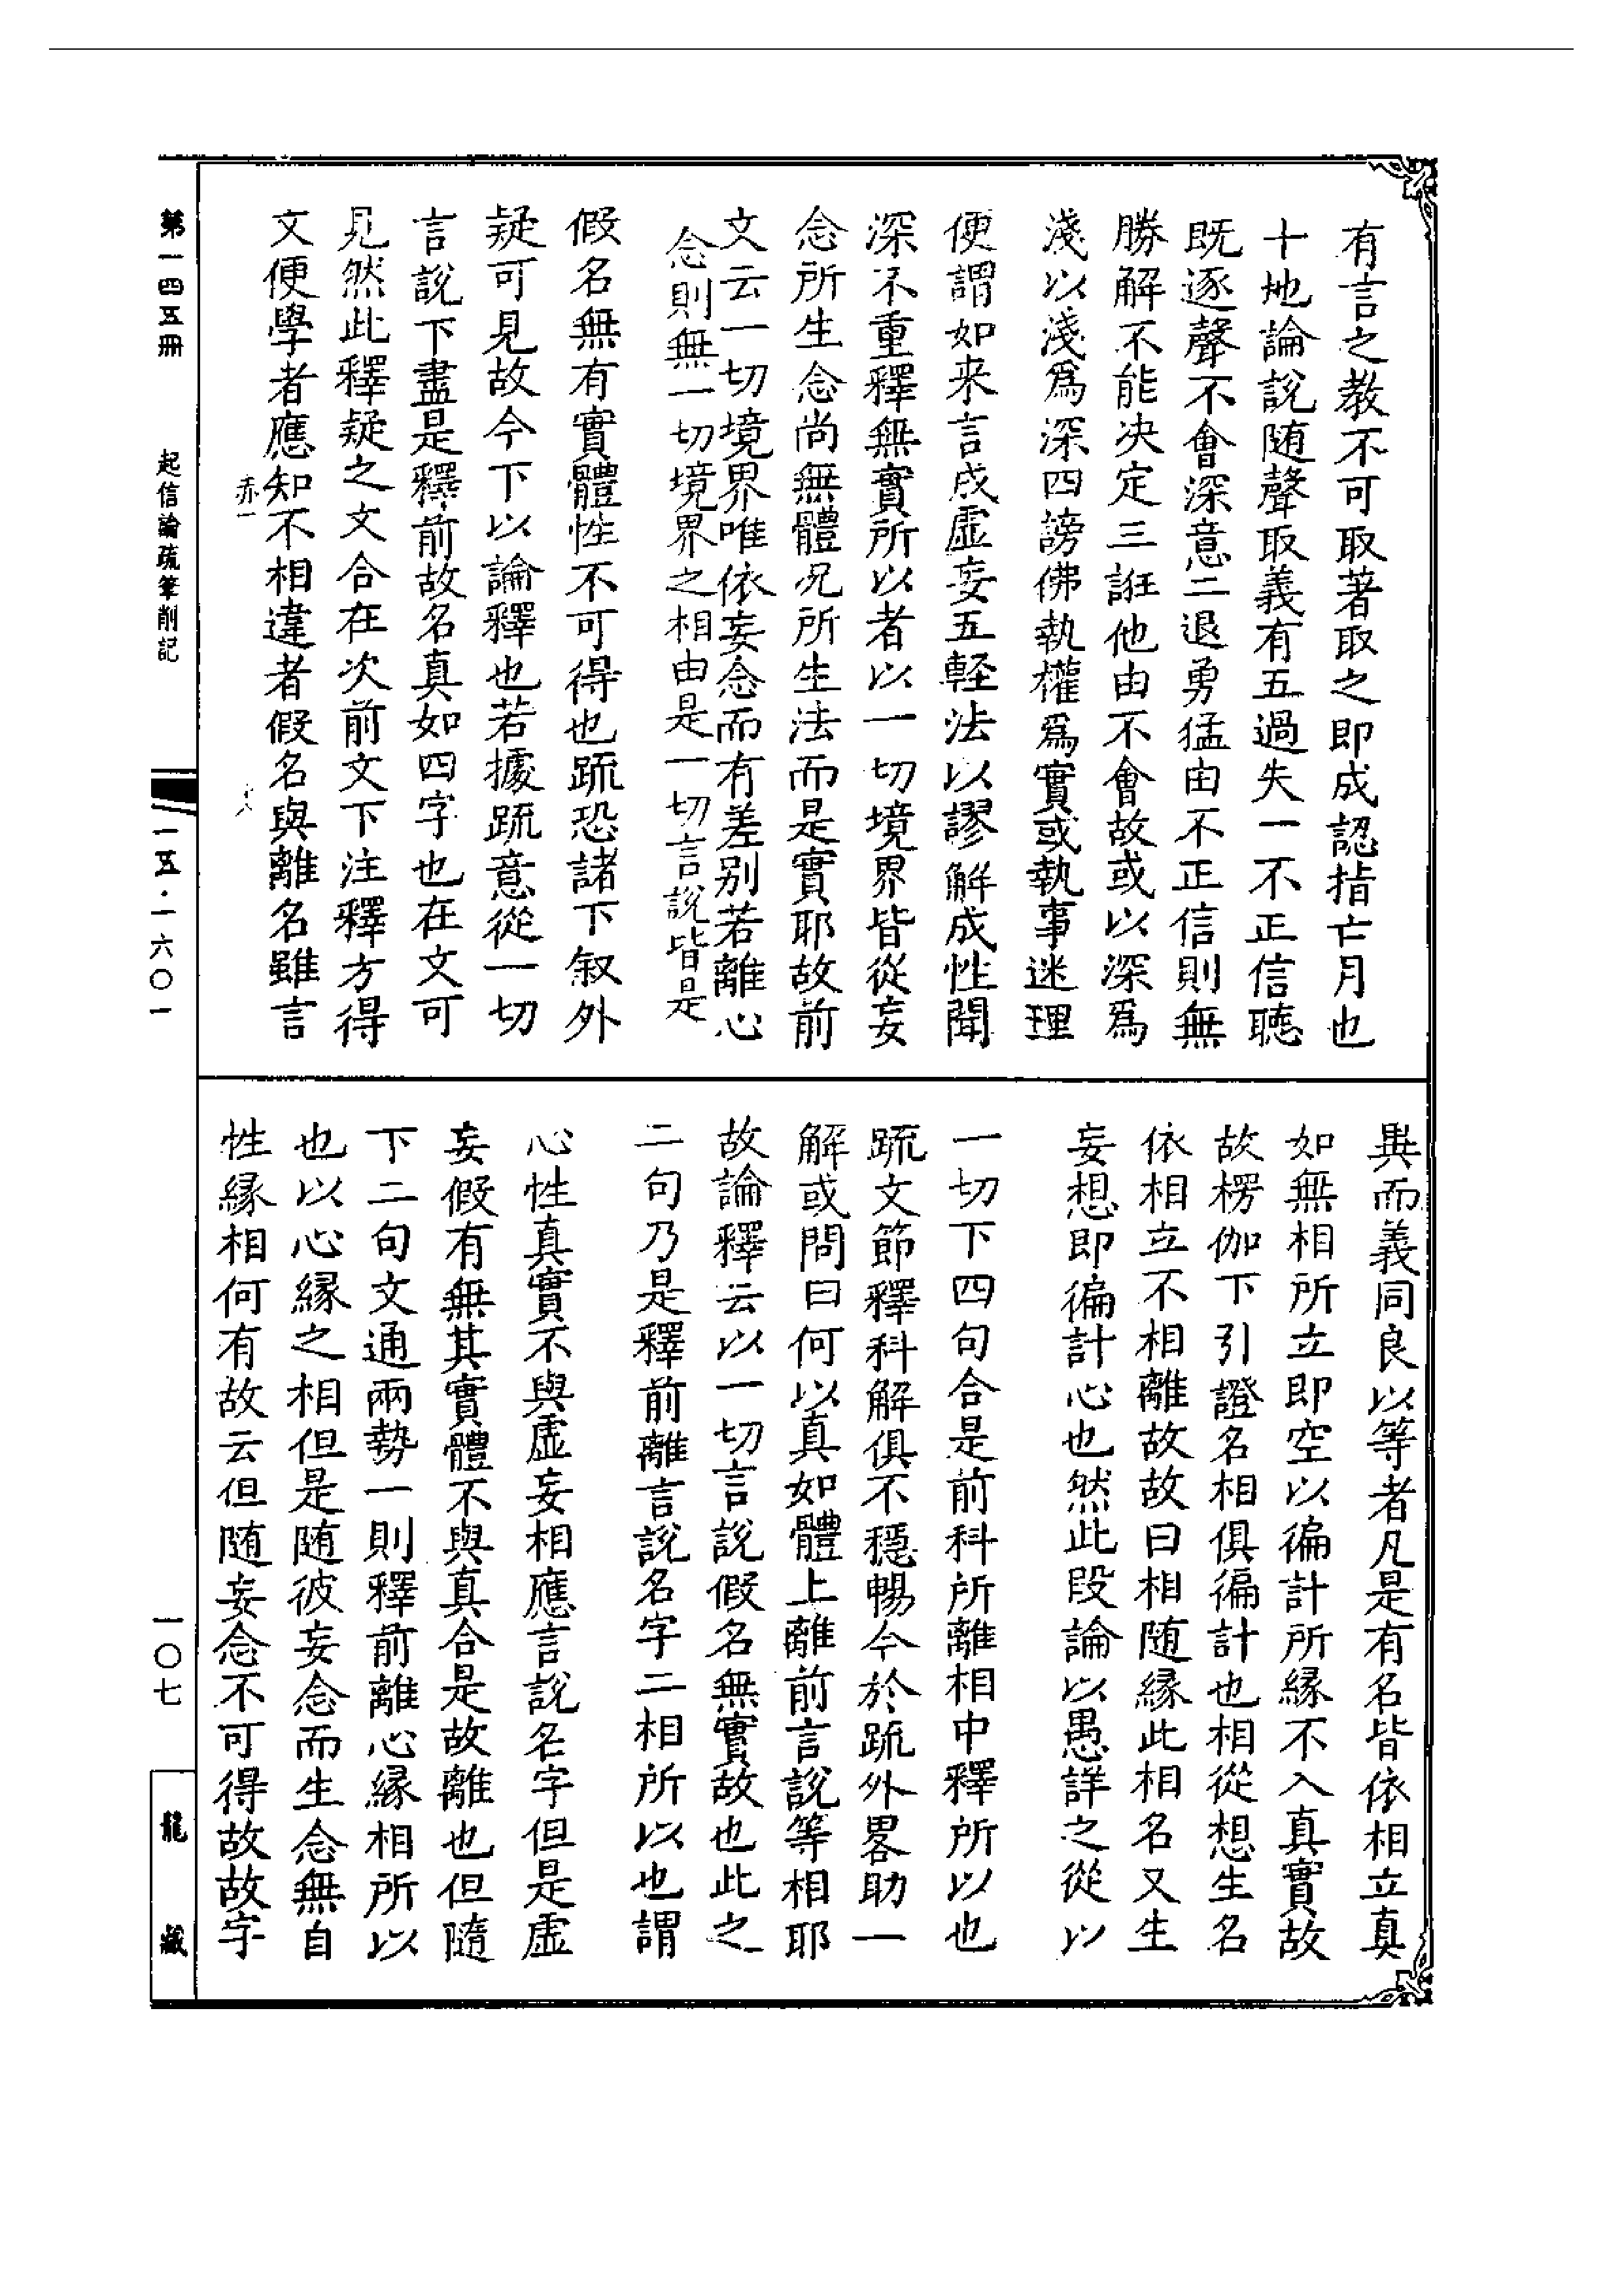 有言之教不可取著取之即成認指亡月也
十地論說随聲取義有五過失一不正信聽
既逐聲不會深意二退勇猛由不正信則無
勝解不能决定三誑他由不會故或以深爲
淺以淺爲深四謗佛執權爲實或執事迷理
便謂如来言成虛妄五輕法以謬解成性聞
深不重釋無實所以者以一切境界皆從妄
念所生念尚無體况所生法而是實耶故前
文云一切境界唯依妄念而有差别若離心
念則無一切境界之相由是一切言說皆是
假名無有實體性不可得也疏恐諸下叙外
疑可見故今下以論釋也若據疏意從一切
言說下盡是釋前故名真如四字也在文可
見然此釋疑之文合在次前文下注釋方得
文便學者應知不相違者假名與離名雖言
赤一
異而義同良以等者凡是有名皆依相立真
如無相所立即空以徧計所縁不入真實故
故楞伽下引證名相俱徧計也相從想生名
依相立不相離故故曰相随縁此相名又生
妄想即徧計心也然此段論以愚詳之從以
一切下四句合是前科所離相中釋所以也
疏文節釋科解俱不穩暢今於疏外畧助一
解或問曰何以真如體上離前言說等相耶
故論釋云以一切言說假名無實故也此之
二句乃是釋前離言說名字二相所以也謂
心性真實不與虛妄相應言說名字但是虛
妄假有無其實體不與真合是故離也但隨
下二句文通兩勢一則釋前離心縁相所以
也以心縁之相但是随彼妄念而生念無自
性縁相何有故云但随妄念不可得故故字
第一四五册
起信論疏筆削記
一五·一六〇一
一〇七
龍藏